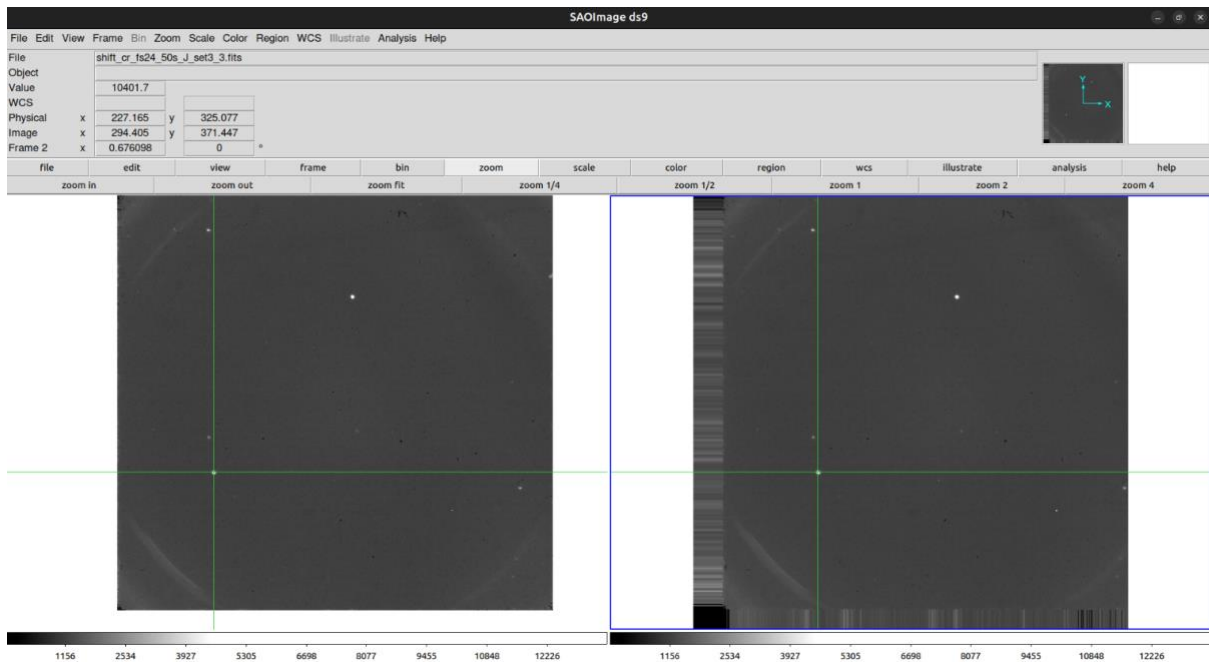 SAOImage ds9
File Edit View Frame Bin Zoom Scale Color Region WCS Illustrate Analysis Help
File shift_cr_fs24_50s_J_set3_3.fits
Object
Value 10401.7
WCS
Physical x 227.165 y 325.077
Image x 294.405 y 371.447
Frame 2 x 0.676098 0 °
Y
X
file edit view frame bin zoom scale color region wcs illustrate analysis help
zoom in zoom out zoom fit zoom 1/4 zoom 1/2 zoom 1 zoom 2 zoom 4
1156 2534 3927 5305 6698 8077 9455 10848 12226
1156 2534 3927 5305 6698 8077 9455 10848 12226